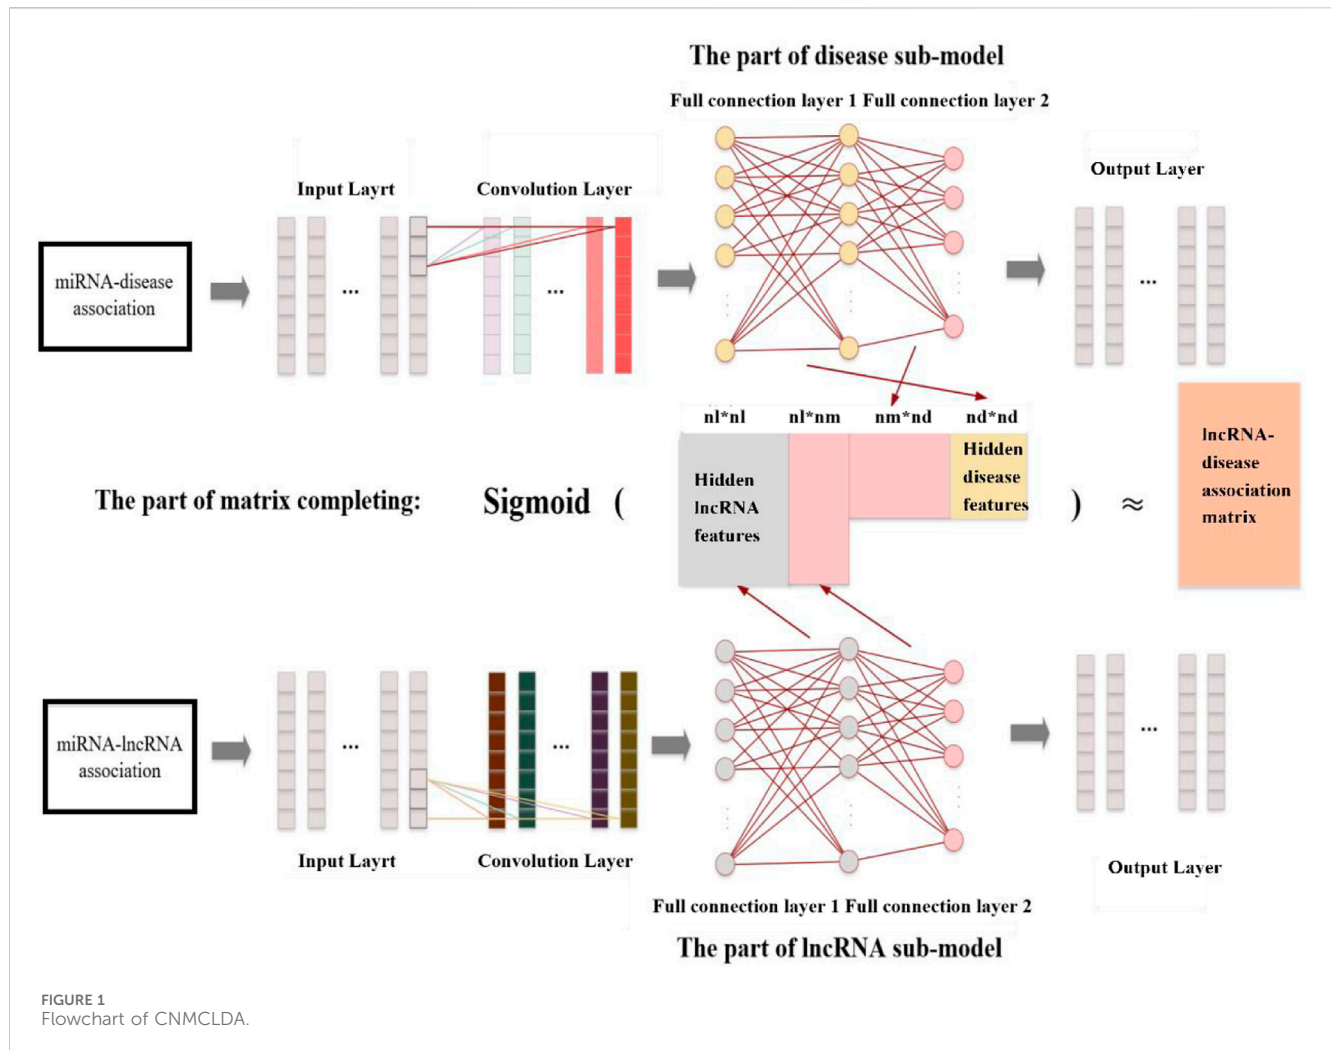 The part of disease sub-model
Full connection layer 1 Full connection layer 2
Input Layrt
Convolution Layer
Output Layer
miRNA-disease
association
...
...
...
nl*nl
nl*nm
nm*nd
nd*nd
Hidden
lncRNA
features
Hidden
disease
features
lncRNA-
disease
association
matrix
The part of matrix completing:
Sigmoid (
)
≈
miRNA-lncRNA
association
...
...
...
Input Layrt
Convolution Layer
Output Layer
Full connection layer 1 Full connection layer 2
The part of lncRNA sub-model
FIGURE 1
Flowchart of CNMCLDA.